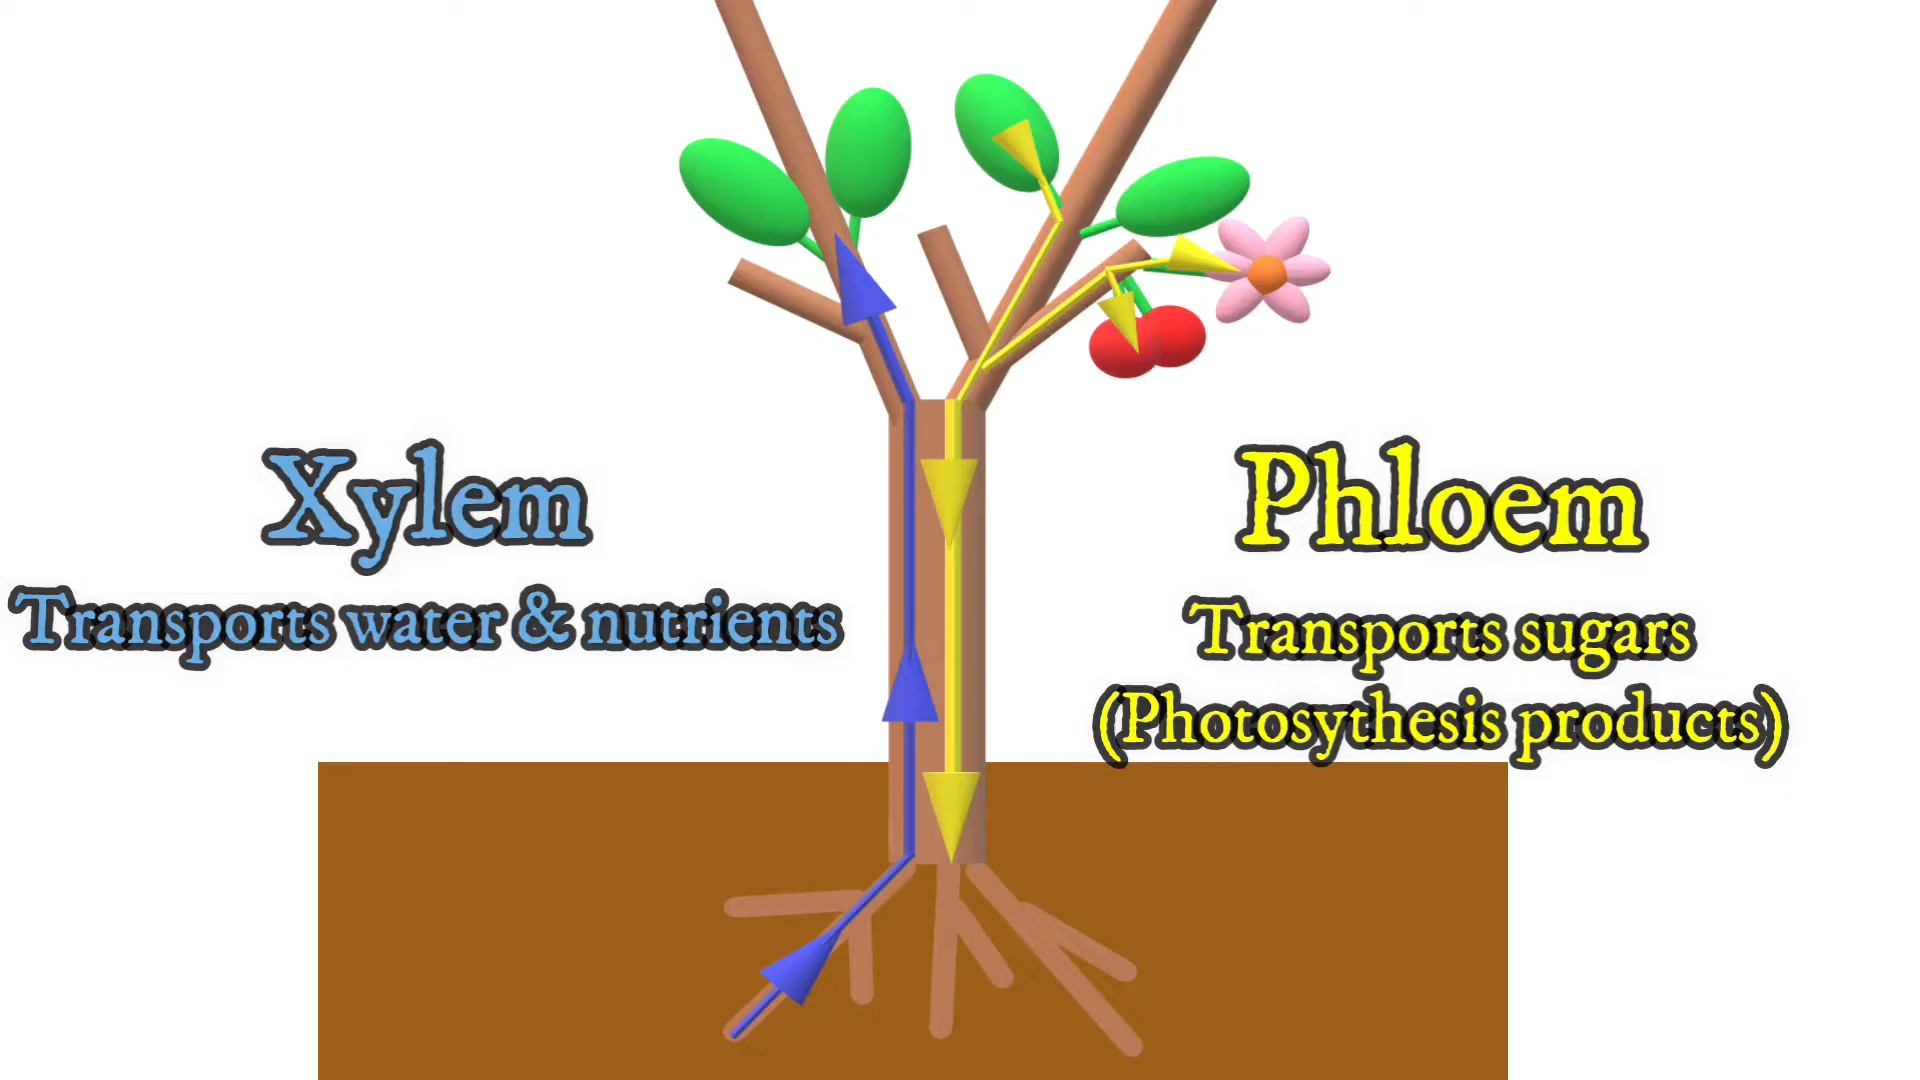 Xylem
Transports water & nutrients
Phloem
Transports sugars
(Photosythesis products)